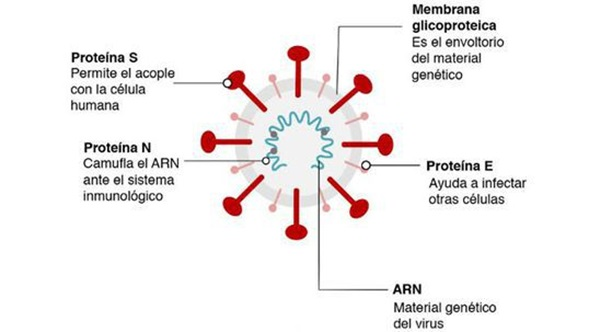 Membrana
glicoproteica
Es el envoltorio
del material
genético
Proteína S
Permite el acople
con la célula
humana
Proteína N
Camufla el ARN
ante el sistema
inmunológico
Proteína E
Ayuda a infectar
otras células
ARN
Material genético
del virus